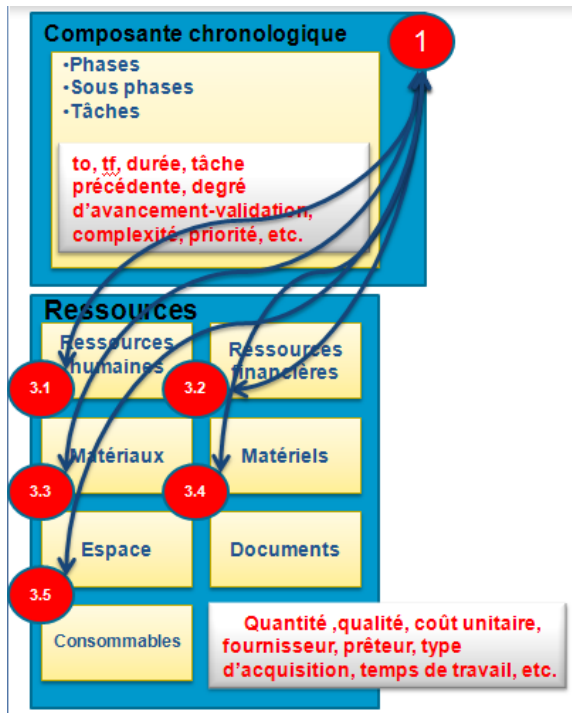 Composante chronologique
1
•Phases
•Sous phases
•Tâches
to, tf, durée, tâche
précédente, degré
d’avancement-validation,
complexité, priorité, etc.
Ressources
Ressources
humaines
3.1
Ressources
financières
3.2
Matériaux
3.3
Matériels
3.4
Espace
3.5
Documents
Consommables
Quantité ,qualité, coût unitaire,
fournisseur, prêteur, type
d’acquisition, temps de travail, etc.